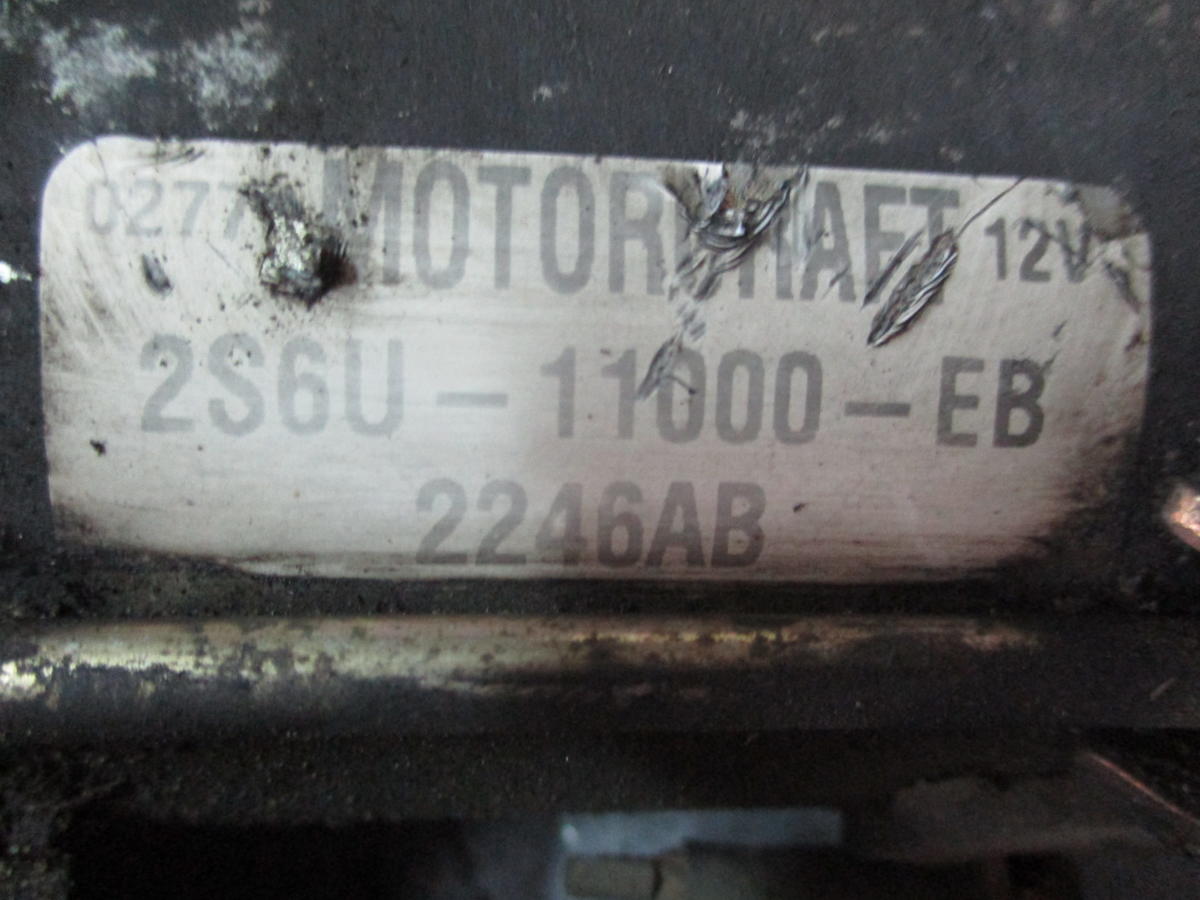 0277 MOTORCRAFT 12V
2S6U-11000-EB
2246AB